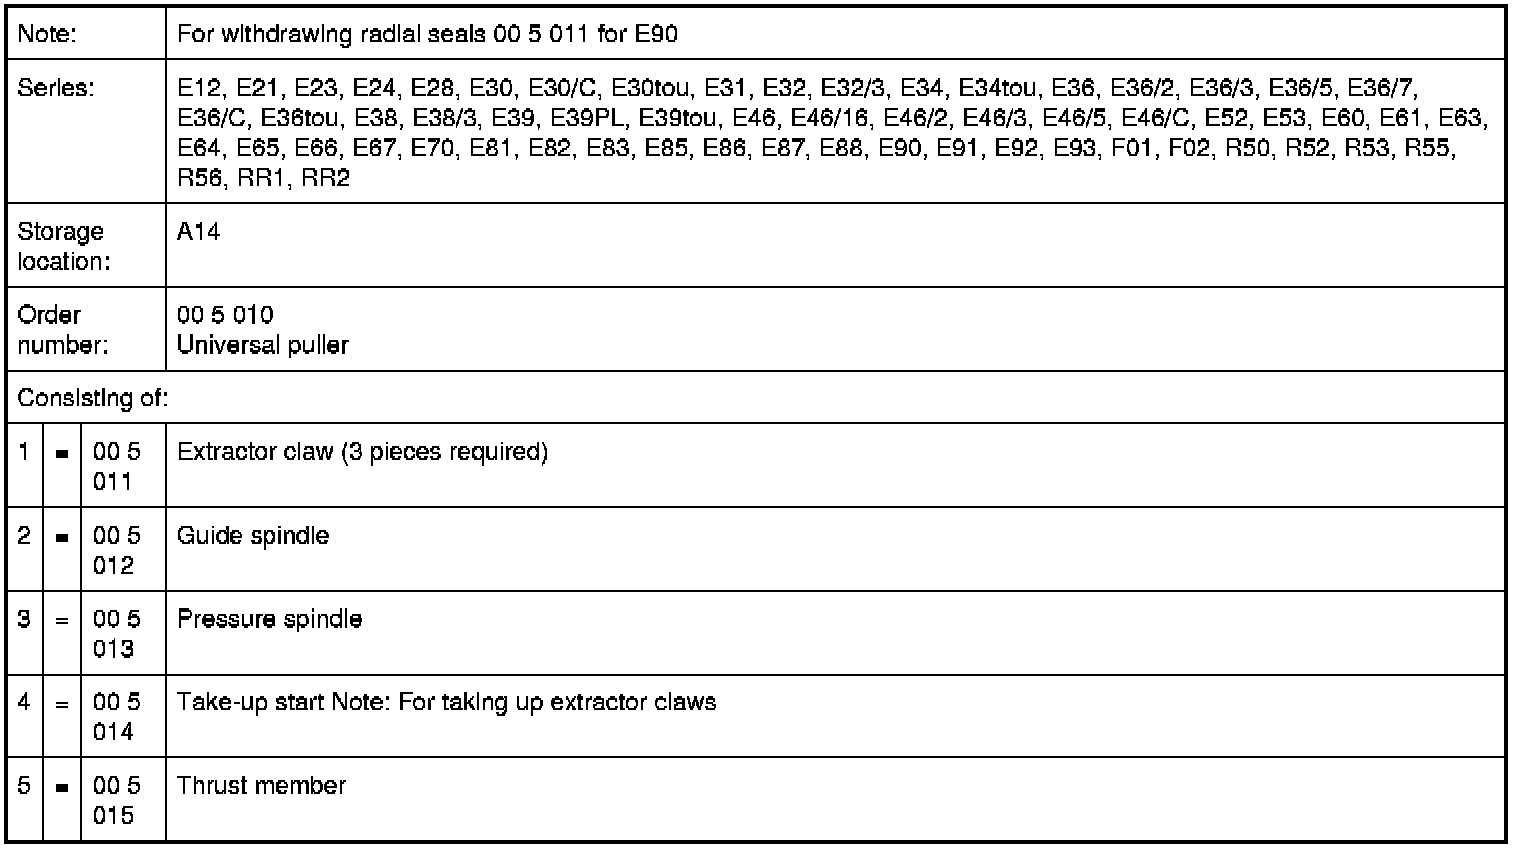 Note: For withdrawing radial seals 00 5 011 for E90
Series: E12, E21, E23, E24, E28, E30, E30/C, E30tou, E31, E32, E32/3, E34, E34tou, E36, E36/2, E36/3, E36/5, E36/7,
E36/C, E36tou, E38, E38/3, E39, E39PL, E39tou, E46, E46/16, E46/2, E46/3, E46/5, E46/C, E52, E53, E60, E61, E63,
E64, E65, E66, E67, E70, E81, E82, E83, E85, E86, E87, E88, E90, E91, E92, E93, F01, F02, R50, R52, R53, R55,
R56, RR1, RR2
Storage
location:
A14
Order
number:
00 5 010
Universal puller
Consisting of:
1 = 00 5
011
Extractor claw (3 pieces required)
2 = 00 5
012
Guide spindle
3 = 00 5
013
Pressure spindle
4 = 00 5
014
Take-up start Note: For taking up extractor claws
5 = 00 5
015
Thrust member